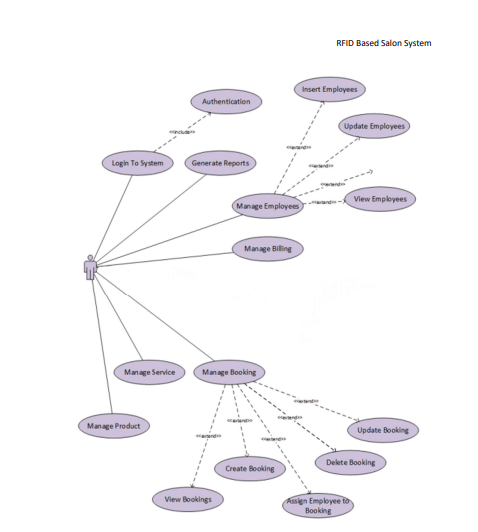 RFID Based Salon System
Insert Employees
Authentication
Update Employees
<<include>>
<<extend>>
Login To System
Generate Reports
<<extend>>
<<extend>>
View Employees
<<extend>>
Manage Employees
Manage Billing
Manage Service
Manage Booking
<<extend>>
<<extend>>
<<extend>>
Manage Product
Update Booking
<<extend>>
<<extend>>
Delete Booking
Create Booking
View Bookings
Assign Employee to
Booking